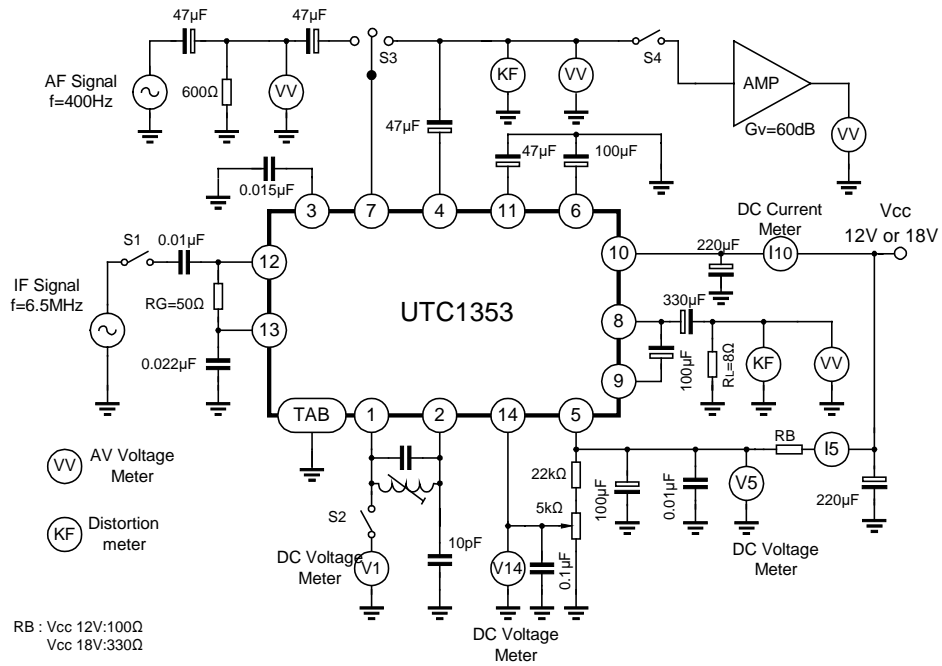 47µF
47µF
AF Signal
f=400Hz
600Ω
VV
S3
KF
VV
S4
AMP
Gv=60dB
VV
47µF
47µF
100µF
0.015µF
3
7
4
11
6
DC Current
Meter
Vcc
12V or 18V
S1
0.01µF
12
10
220µF
I10
IF Signal
f=6.5MHz
RG=50Ω
13
0.022µF
UTC1353
8
330µF
9
100µF
RL=8Ω
KF
VV
TAB
1
2
14
5
VV
AV Voltage
Meter
KF
Distortion
meter
RB
I5
22kΩ
5kΩ
100µF
0.01µF
V5
220µF
S2
DC Voltage
Meter
V1
10pF
V14
0.1µF
DC Voltage
Meter
DC Voltage
Meter
RB : Vcc 12V:100Ω
Vcc 18V:330Ω